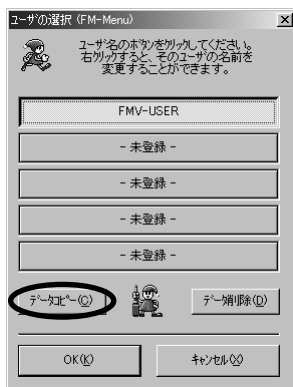 ユーザの選択 (FM-Menu)
ユーザ名のボタンをクリックしてください。
右クリックすると、そのユーザの名前を
変更することができます。
FMV-USER
- 未登録 -
- 未登録 -
- 未登録 -
- 未登録 -
データコピー(C)
データ削除(D)
OK(K)
キャンセル(X)